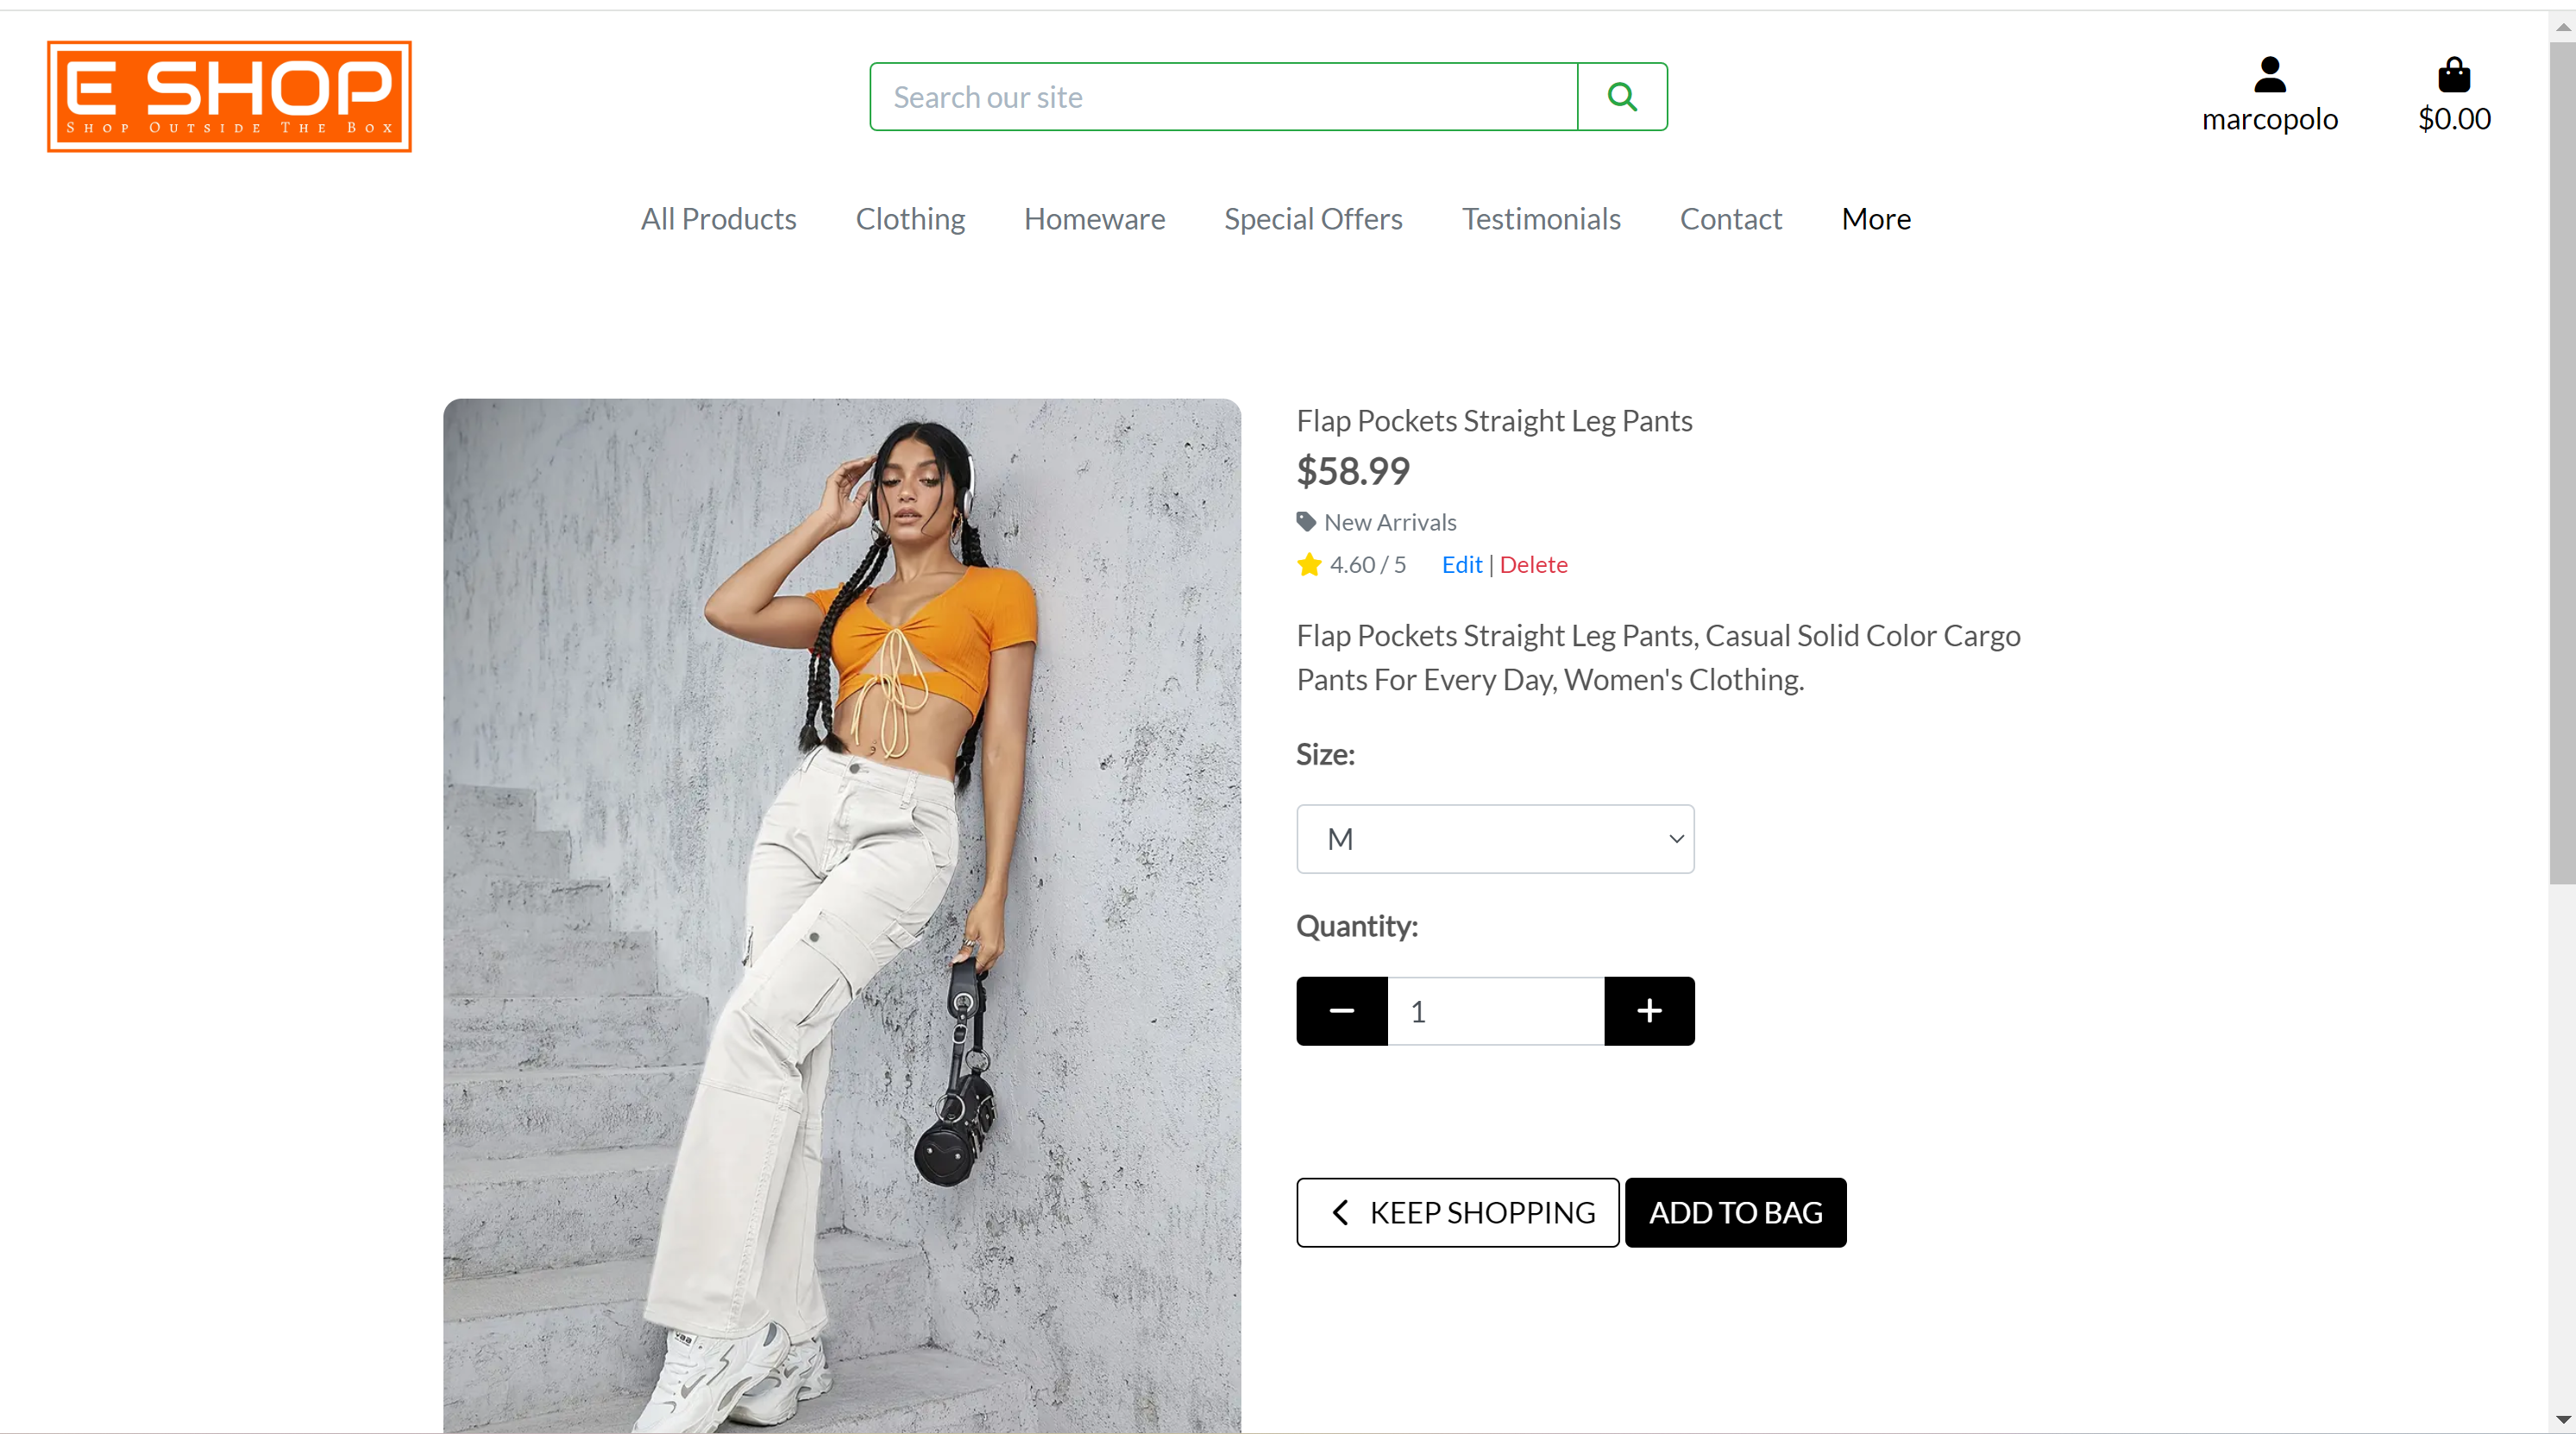 E SHOP
Shop Outside The Box
Search our site
marcopolo
$0.00
All Products
Clothing
Homeware
Special Offers
Testimonials
Contact
More
Flap Pockets Straight Leg Pants
$58.99
New Arrivals
4.60 / 5 Edit | Delete
Flap Pockets Straight Leg Pants, Casual Solid Color Cargo
Pants For Every Day, Women's Clothing.
Size:
M
Quantity:
1
KEEP SHOPPING
ADD TO BAG